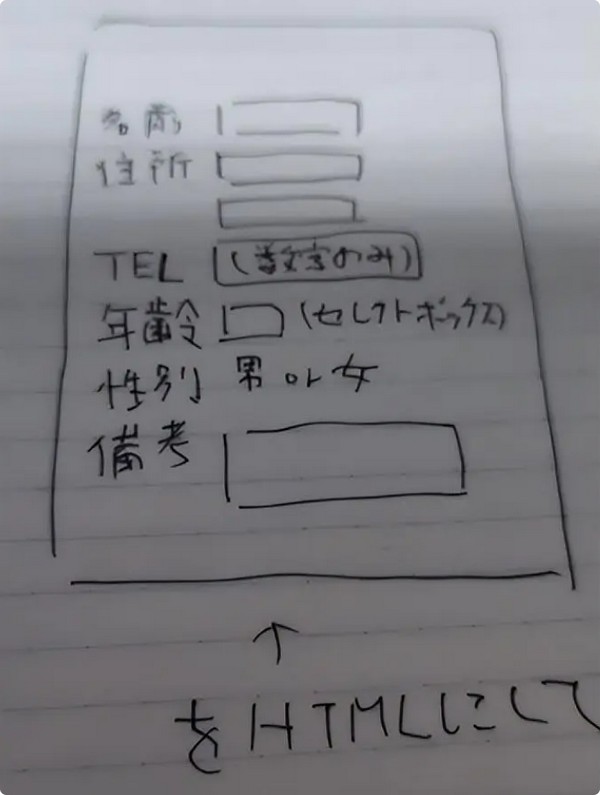 名前
住所
TEL (数字のみ)
年齢 (セレクトボックス)
性別 男 or 女
備考
↑
をHTMLにして